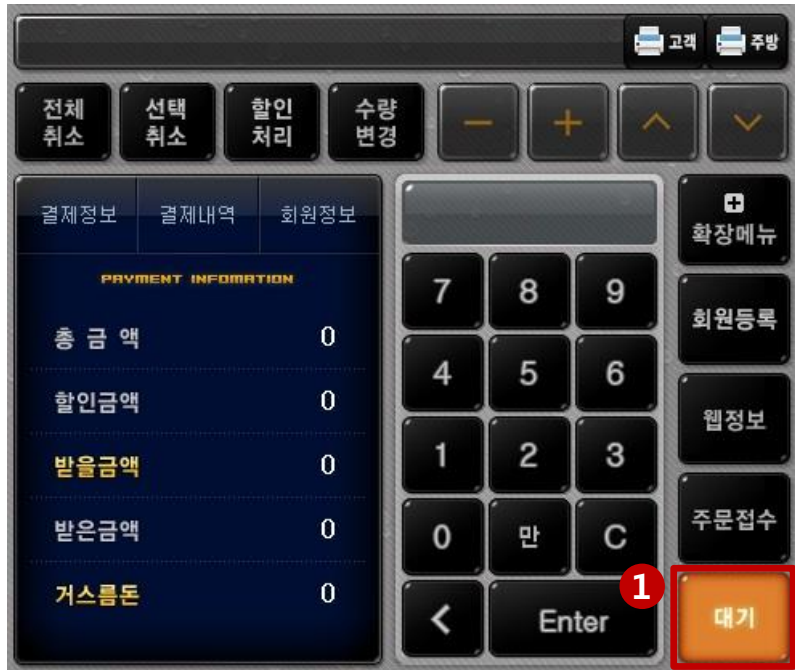 고객 주방
전체 취소
선택 취소
할인 처리
수량 변경
- + ^ ∨
결제정보 결제내역 회원정보
PAYMENT INFOMATION
총 금 액 0
할인금액 0
받을금액 0
받은금액 0
거스름돈 0
7 8 9
4 5 6
1 2 3
0 만 C
< Enter
확장메뉴
회원등록
웹정보
주문접수
1
대기